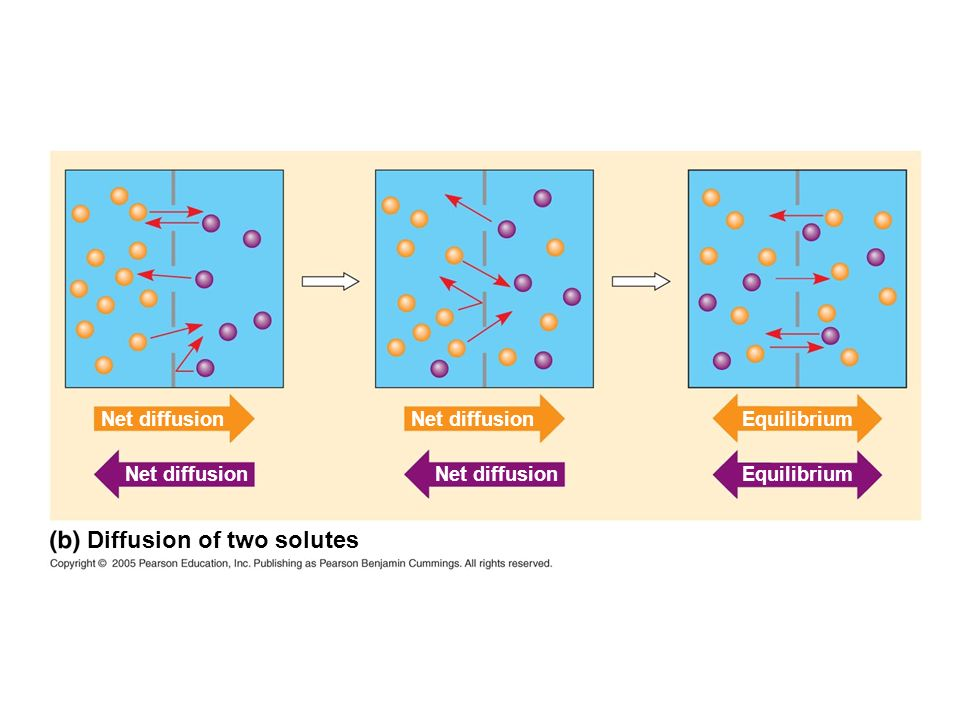 Net diffusion
Net diffusion
Equilibrium
Net diffusion
Net diffusion
Equilibrium
(b) Diffusion of two solutes
Copyright © 2005 Pearson Education, Inc. Publishing as Pearson Benjamin Cummings. All rights reserved.